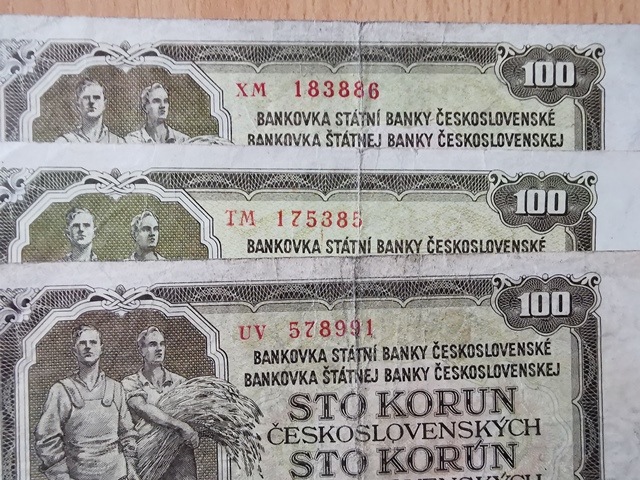 XM 183886 100
BANKOVKA STÁTNÍ BANKY ČESKOSLOVENSKÉ
BANKOVKA ŠTÁTNEJ BANKY ČESKOSLOVENSKEJ
TM 175385 100
BANKOVKA STÁTNÍ BANKY ČESKOSLOVENSKÉ
UV 578991 100
BANKOVKA STÁTNÍ BANKY ČESKOSLOVENSKÉ
BANKOVKA ŠTÁTNEJ BANKY ČESKOSLOVENSKEJ
STO KORUN
ČESKOSLOVENSKÝCH
STO KORÚN